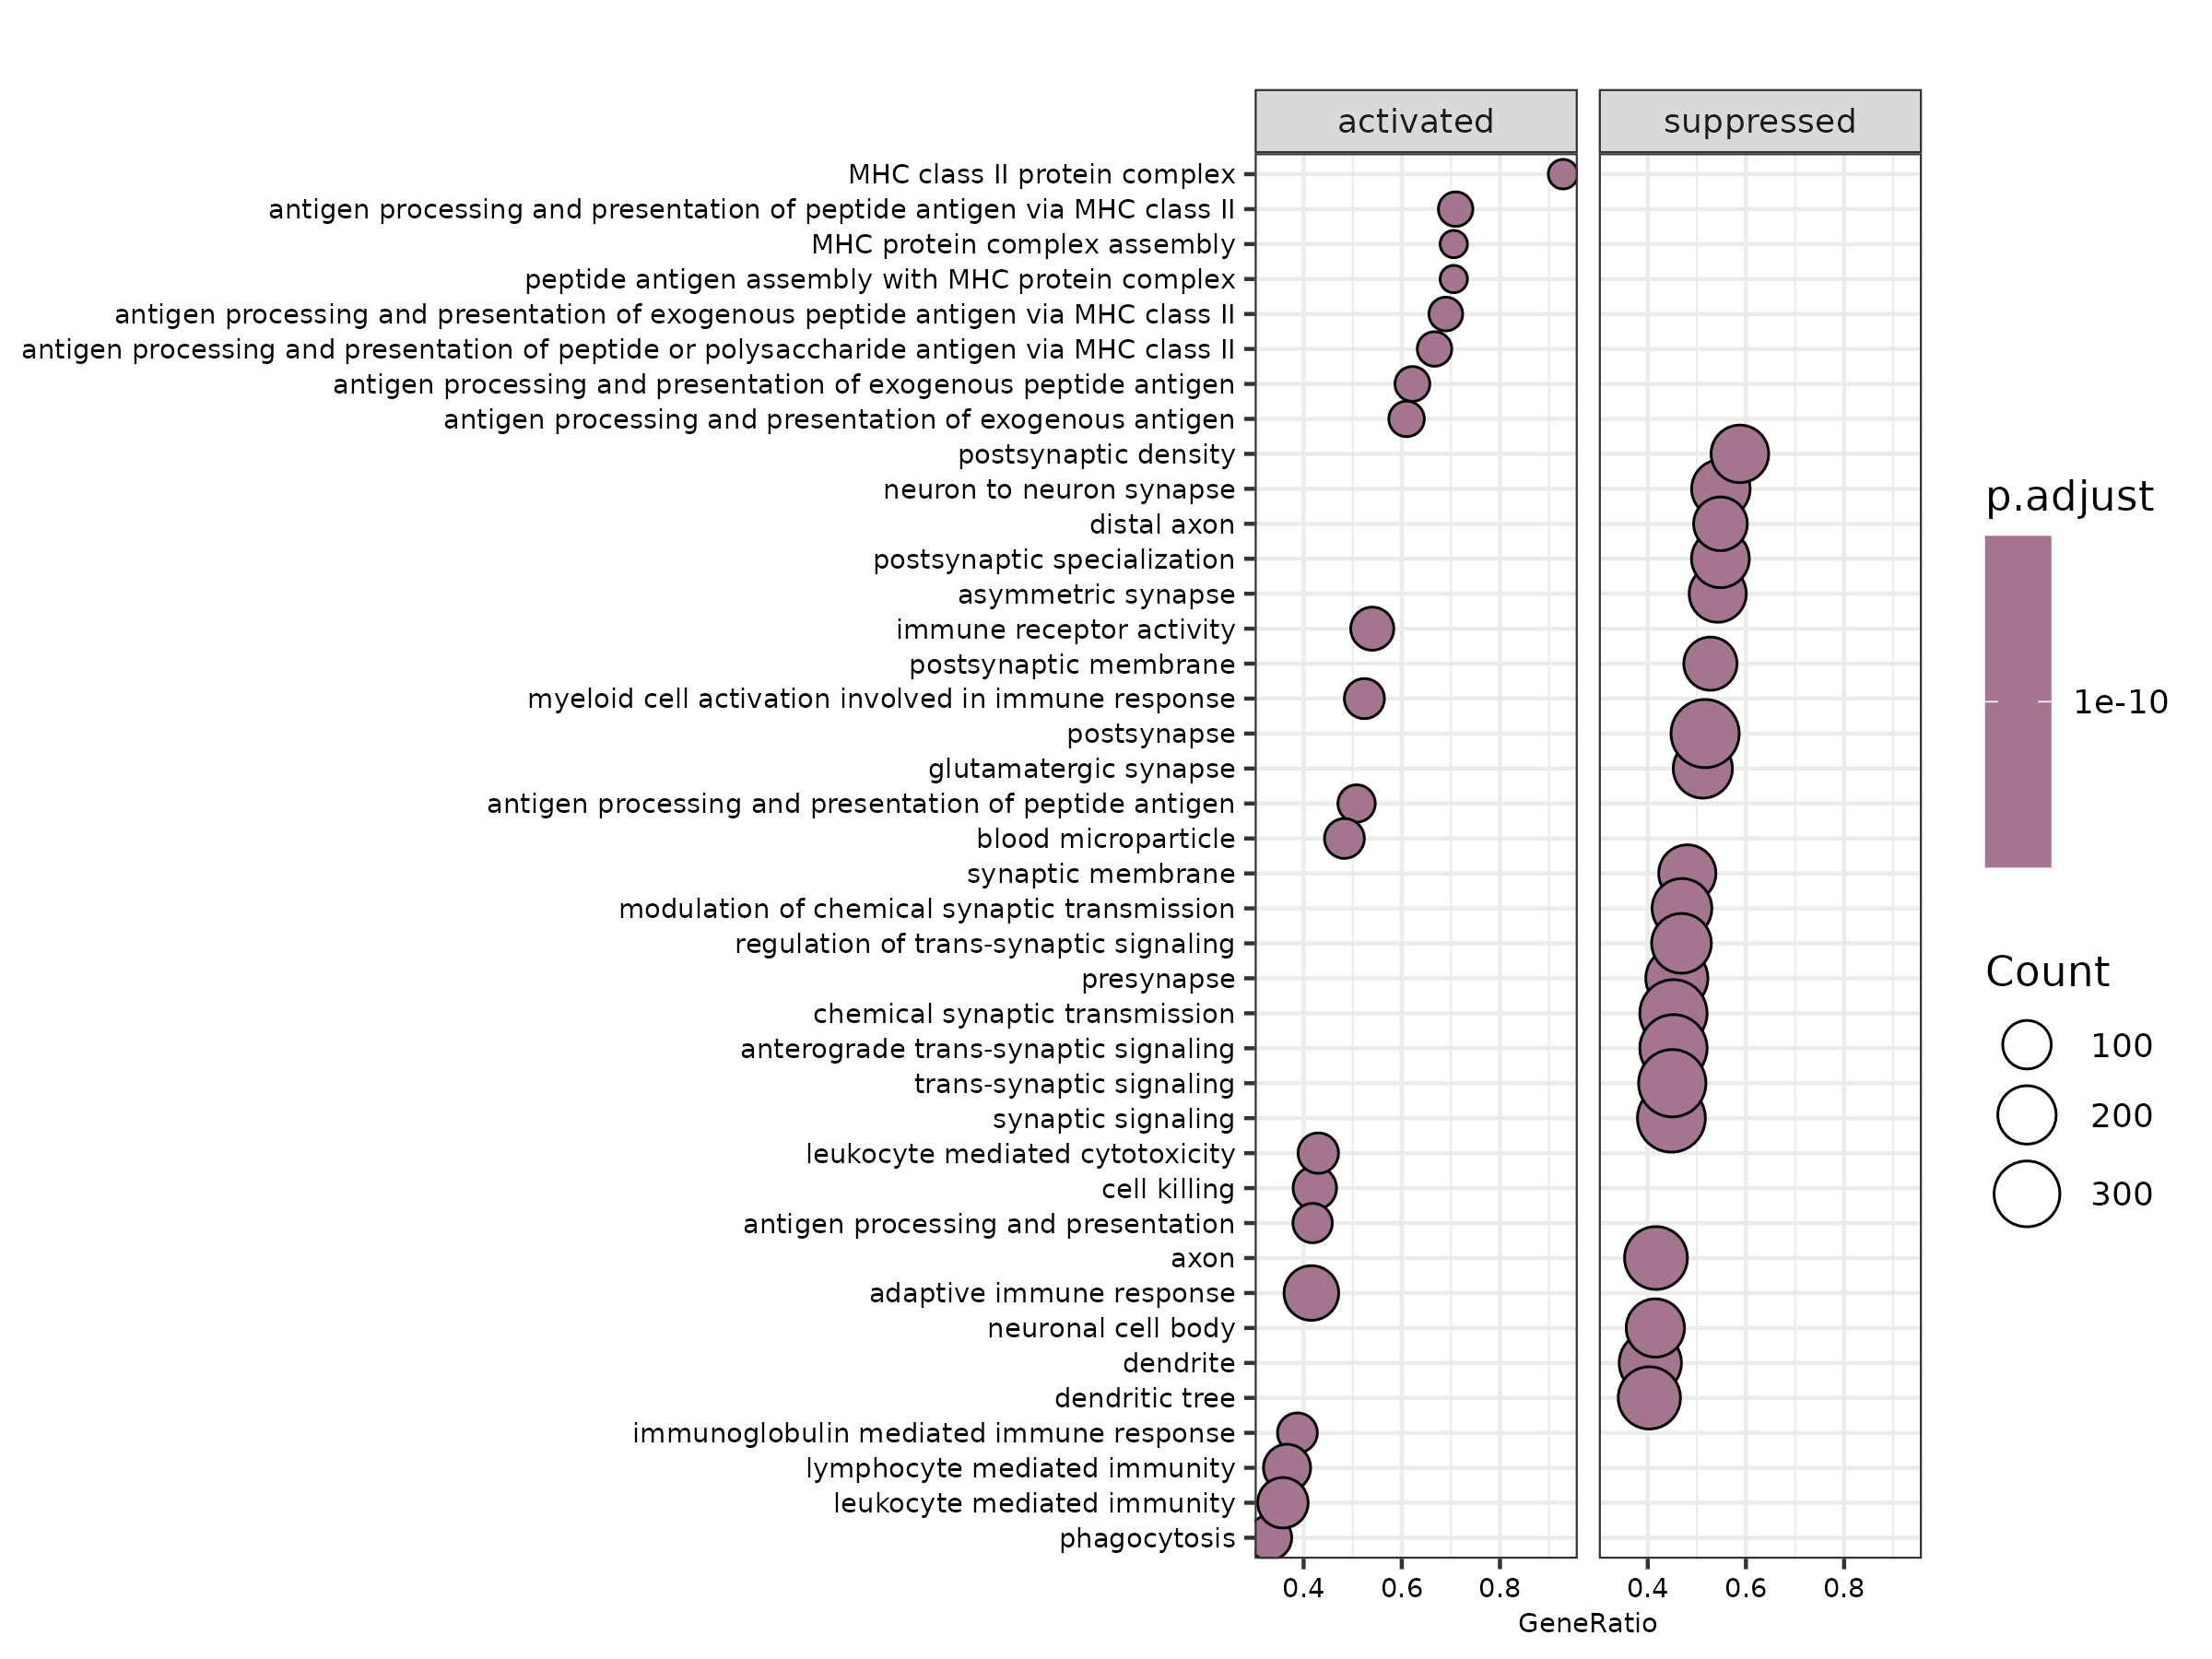 activated
suppressed
MHC class II protein complex
antigen processing and presentation of peptide antigen via MHC class II
MHC protein complex assembly
peptide antigen assembly with MHC protein complex
antigen processing and presentation of exogenous peptide antigen via MHC class II
antigen processing and presentation of peptide or polysaccharide antigen via MHC class II
antigen processing and presentation of exogenous peptide antigen
antigen processing and presentation of exogenous antigen
postsynaptic density
neuron to neuron synapse
distal axon
postsynaptic specialization
asymmetric synapse
immune receptor activity
postsynaptic membrane
myeloid cell activation involved in immune response
postsynapse
glutamatergic synapse
antigen processing and presentation of peptide antigen
blood microparticle
synaptic membrane
modulation of chemical synaptic transmission
regulation of trans-synaptic signaling
presynapse
chemical synaptic transmission
anterograde trans-synaptic signaling
trans-synaptic signaling
synaptic signaling
leukocyte mediated cytotoxicity
cell killing
antigen processing and presentation
axon
adaptive immune response
neuronal cell body
dendrite
dendritic tree
immunoglobulin mediated immune response
lymphocyte mediated immunity
leukocyte mediated immunity
phagocytosis
0.4 0.6 0.8
0.4 0.6 0.8
GeneRatio
p.adjust
1e-10
Count
100
200
300